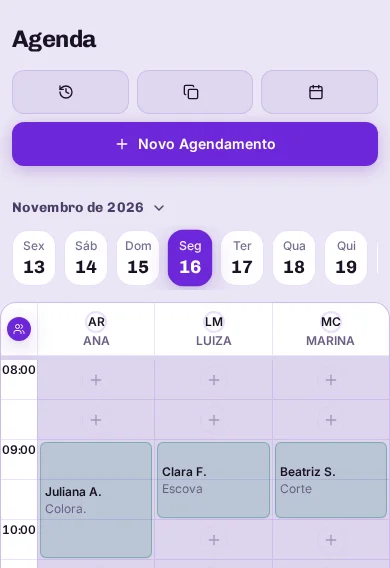 Agenda
Novo Agendamento
Novembro de 2026
Sex Sáb Dom Seg Ter Qua Qui
13 14 15 16 17 18 19
AR LM MC
ANA LUIZA MARINA
08:00
09:00
Clara F. Beatriz S.
Escova Corte
Juliana A.
Colora.
10:00